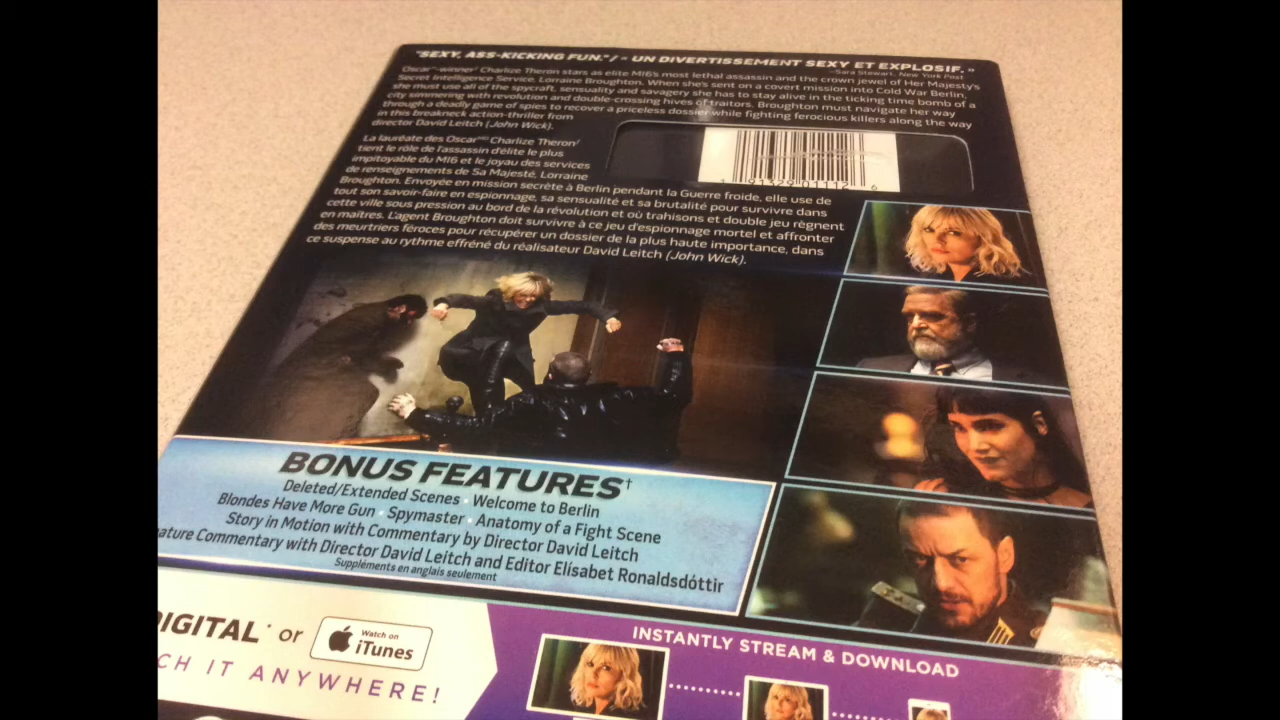 "SEXY, ASS-KICKING FUN." / « UN DIVERTISSEMENT SEXY ET EXPLOSIF. »
—Sara Stewart, New York Post
Oscar®-winner† Charlize Theron stars as elite MI6's most lethal assassin and the crown jewel of Her Majesty's
Secret Intelligence Service, Lorraine Broughton. When she's sent on a covert mission into Cold War Berlin,
she must use all of the spycraft, sensuality and savagery she has to stay alive in the ticking time bomb of a
city simmering with revolution and double-crossing hives of traitors. Broughton must navigate her way
through a deadly game of spies to recover a priceless dossier while fighting ferocious killers along the way
in this breakneck action-thriller from
director David Leitch (John Wick).
La lauréate des Oscarᴹᴰ Charlize Theron†
tient le rôle de l'assassin d'élite le plus
impitoyable du MI6 et le joyau des services
de renseignements de Sa Majesté, Lorraine
Broughton. Envoyée en mission secrète à Berlin pendant la Guerre froide, elle use de
tout son savoir-faire en espionnage, sa sensualité et sa brutalité pour survivre dans
cette ville sous pression au bord de la révolution et où trahisons et double jeu règnent
en maîtres. L'agent Broughton doit survivre à ce jeu d'espionnage mortel et affronter
des meurtriers féroces pour récupérer un dossier de la plus haute importance, dans
ce suspense au rythme effréné du réalisateur David Leitch (John Wick).
91329 01112 6
BONUS FEATURES†
Deleted/Extended Scenes • Welcome to Berlin
Blondes Have More Gun • Spymaster • Anatomy of a Fight Scene
Story in Motion with Commentary by Director David Leitch
ature Commentary with Director David Leitch and Editor Elísabet Ronaldsdóttir
Suppléments en anglais seulement
DIGITAL* or
Watch on
iTunes
CH IT ANYWHERE!
INSTANTLY STREAM & DOWNLOAD